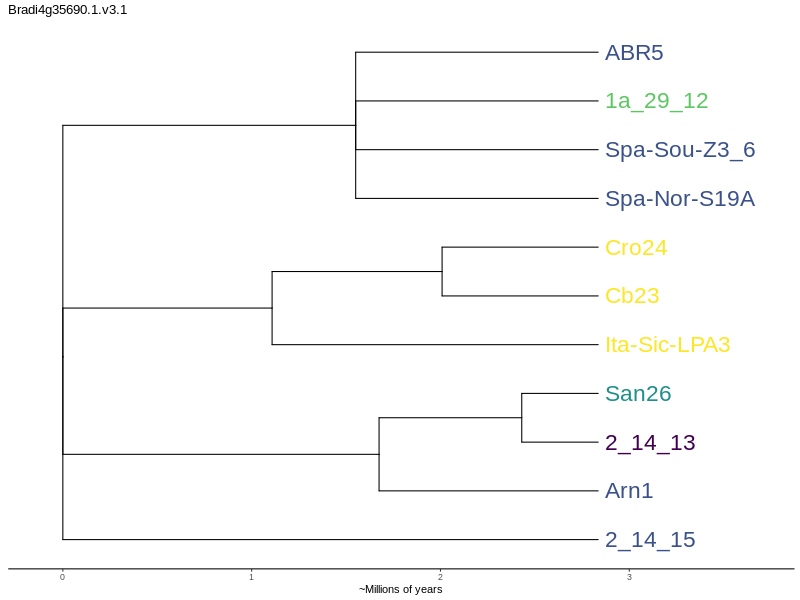 Bradi4g35690.1.v3.1
ABR5
1a_29_12
Spa-Sou-Z3_6
Spa-Nor-S19A
Cro24
Cb23
Ita-Sic-LPA3
San26
2_14_13
Arn1
2_14_15
0 1 2 3
~Millions of years